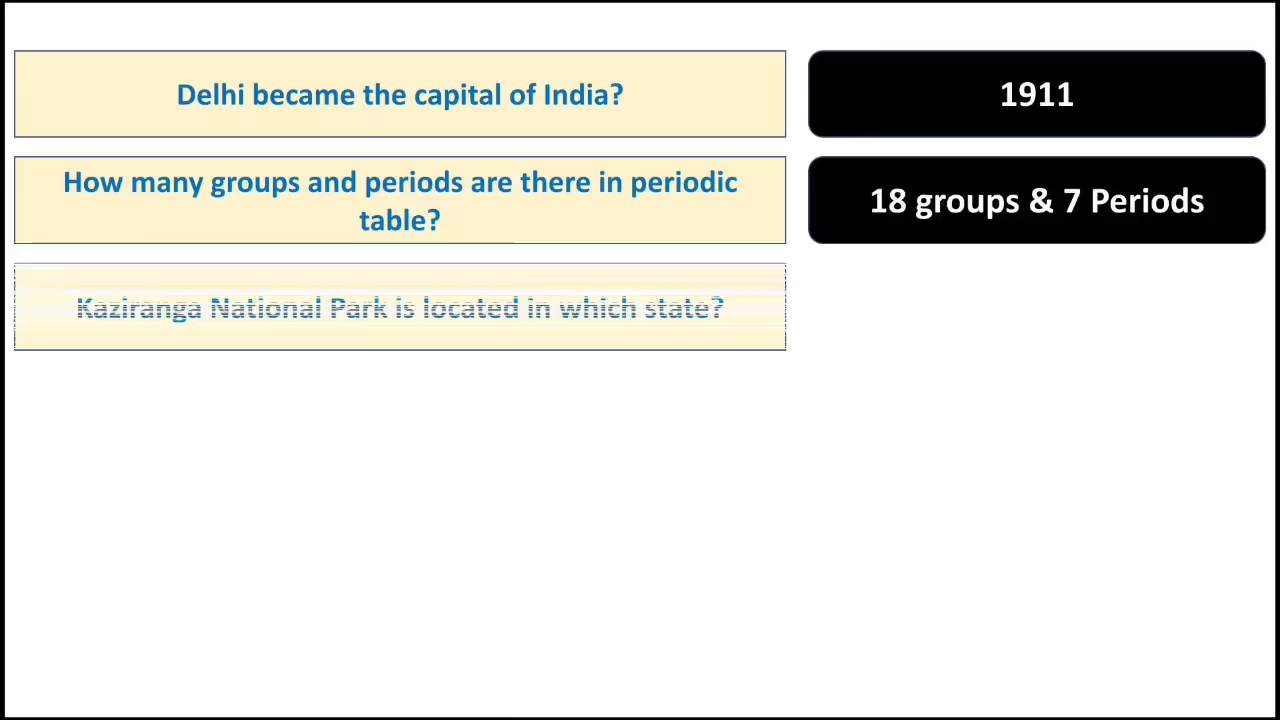 Delhi became the capital of India?
1911
How many groups and periods are there in periodic
table?
18 groups & 7 Periods
Kaziranga National Park is located in which state?